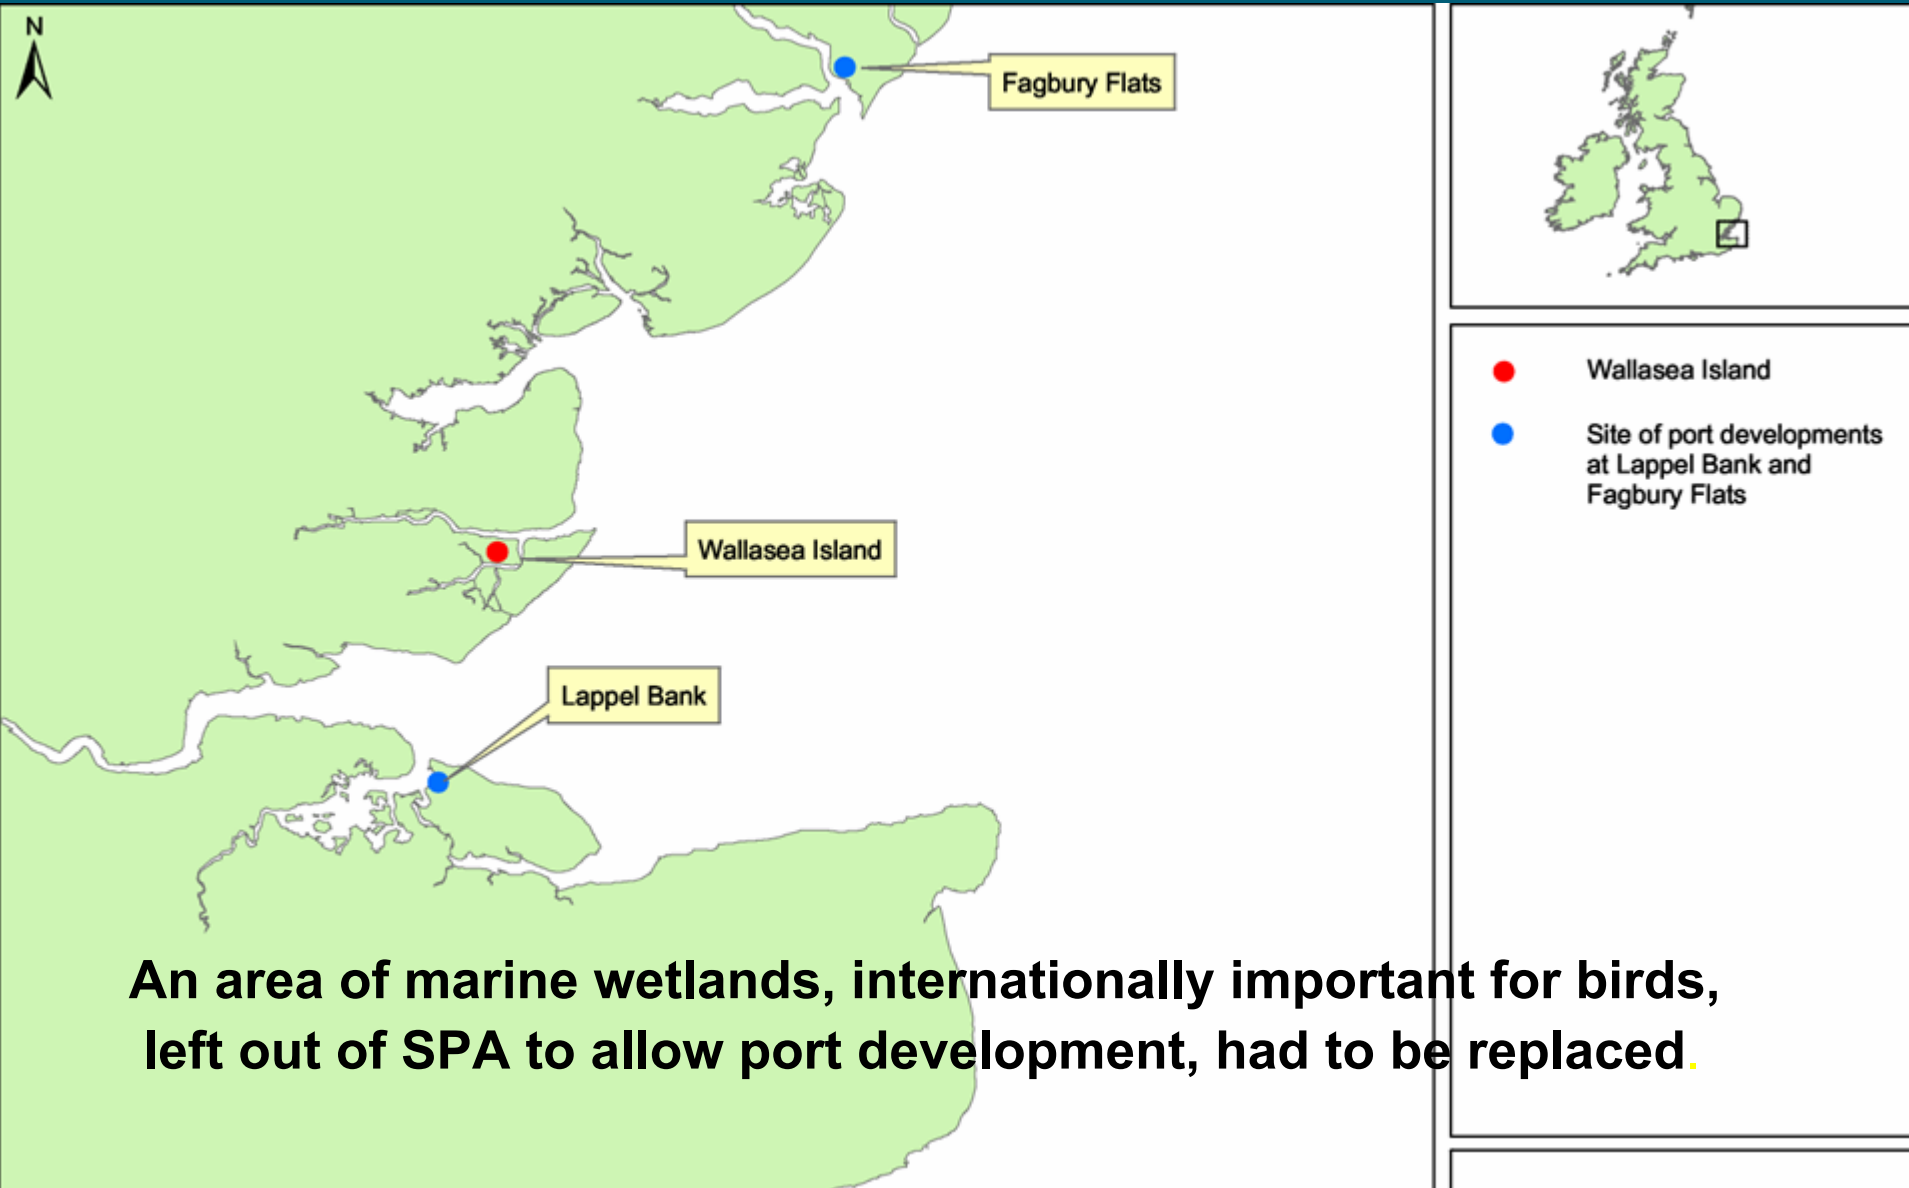 N
Fagbury Flats
Wallasea Island
Site of port developments
at Lappel Bank and
Fagbury Flats
Wallasea Island
Lappel Bank
An area of marine wetlands, internationally important for birds,
left out of SPA to allow port development, had to be replaced.